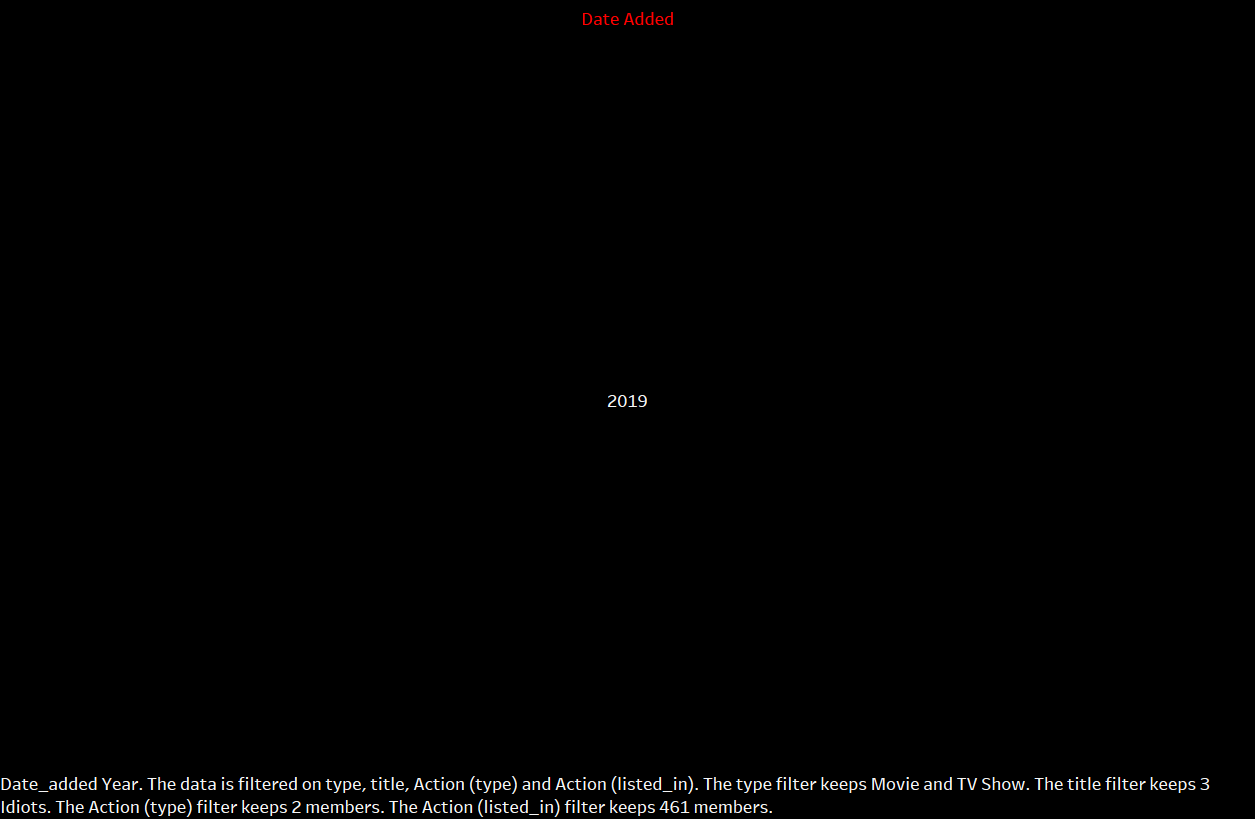 Date Added
2019
Date_added Year. The data is filtered on type, title, Action (type) and Action (listed_in). The type filter keeps Movie and TV Show. The title filter keeps 3
Idiots. The Action (type) filter keeps 2 members. The Action (listed_in) filter keeps 461 members.